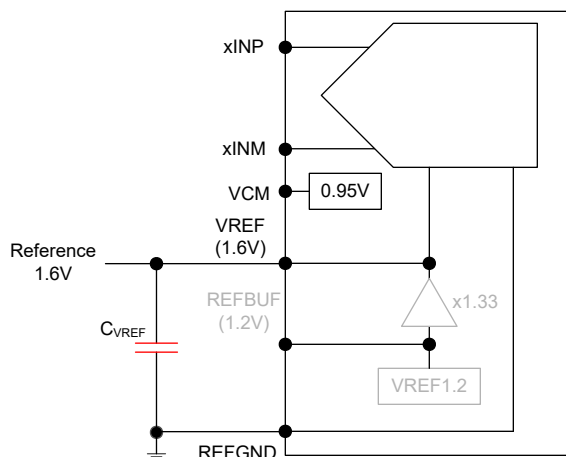 xINP
xINM
VCM
0.95V
VREF
(1.6V)
Reference
1.6V
REFBUF
(1.2V)
x1.33
CVREF
VREF1.2
REFGND